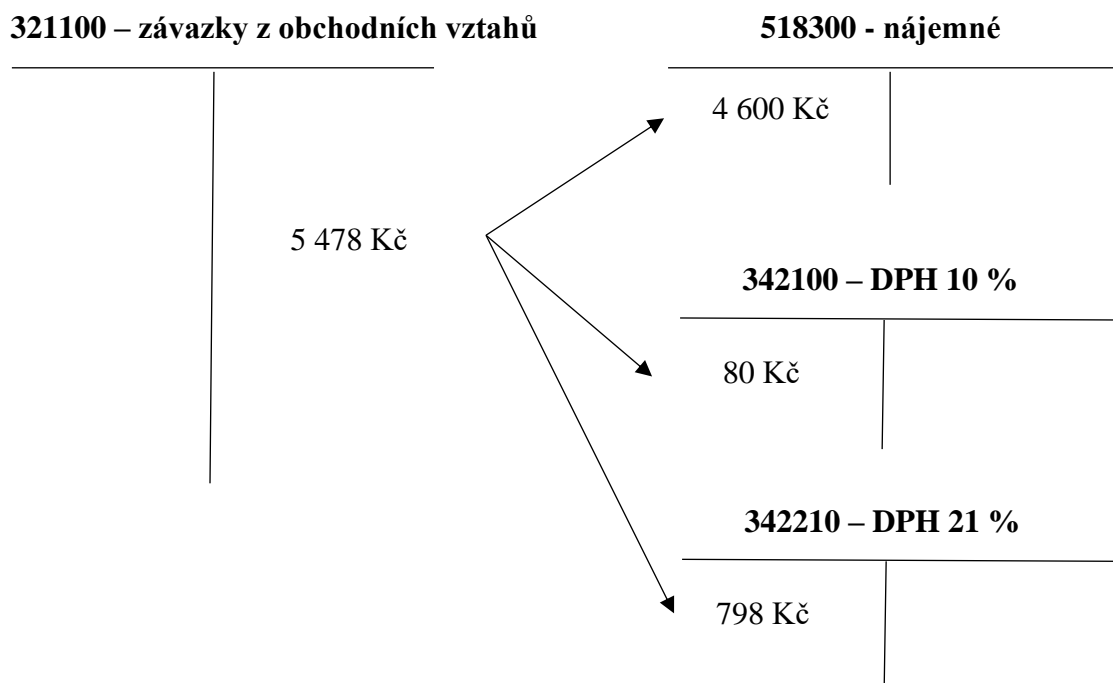 321100 – závazky z obchodních vztahů
518300 - nájemné
4 600 Kč
5 478 Kč
342100 – DPH 10 %
80 Kč
342210 – DPH 21 %
798 Kč